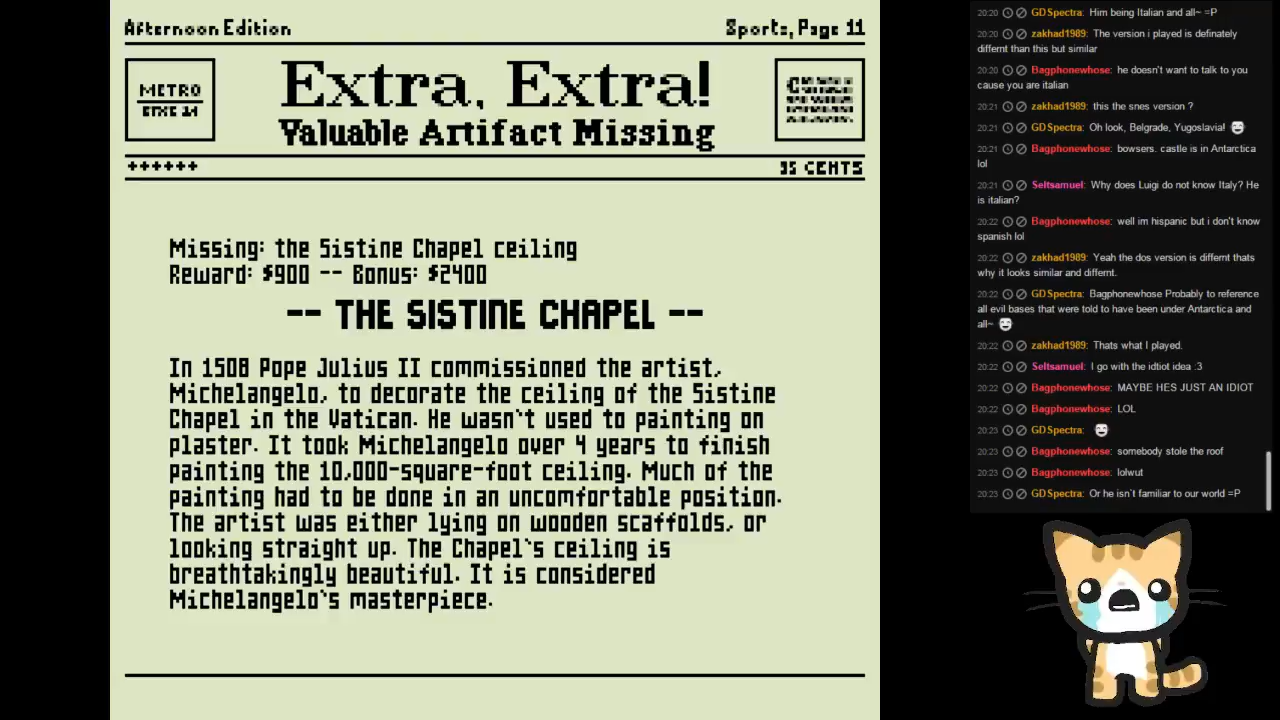 Afternoon Edition
Sports, Page 11
METRO
Extra, Extra!
Valuable Artifact Missing
++++++
35 CENTS
Missing: the Sistine Chapel ceiling
Reward: $900 -- Bonus: $2400
-- THE SISTINE CHAPEL --
In 1508 Pope Julius II commissioned the artist,
Michelangelo, to decorate the ceiling of the Sistine
Chapel in the Vatican. He wasn't used to painting on
plaster. It took Michelangelo over 4 years to finish
painting the 10,000-square-foot ceiling. Much of the
painting had to be done in an uncomfortable position.
The artist was either lying on wooden scaffolds, or
looking straight up. The Chapel's ceiling is
breathtakingly beautiful. It is considered
Michelangelo's masterpiece.
20:20 GDSpectra: Him being Italian and all~ =P
20:20 zakhad1989: The version i played is definately
differnt than this but similar
20:20 Bagphonewhose: he doesn't want to talk to you
cause you are italian
20:21 zakhad1989: this the snes version ?
20:21 GDSpectra: Oh look, Belgrade, Yugoslavia!
20:21 Bagphonewhose: bowsers. castle is in Antarctica
lol
20:21 Seltsamuel: Why does Luigi do not know Italy? He
is italian?
20:22 Bagphonewhose: well im hispanic but i don't know
spanish lol
20:22 zakhad1989: Yeah the dos version is differnt thats
why it looks similar and differnt.
20:22 GDSpectra: Bagphonewhose Probably to reference
all evil bases that were told to have been under Antarctica and
all~
20:22 zakhad1989: Thats what I played.
20:22 Seltsamuel: I go with the idtiot idea :3
20:22 Bagphonewhose: MAYBE HES JUST AN IDIOT
20:22 Bagphonewhose: LOL
20:23 GDSpectra:
20:23 Bagphonewhose: somebody stole the roof
20:23 Bagphonewhose: lolwut
20:23 GDSpectra: Or he isn`t familiar to our world =P